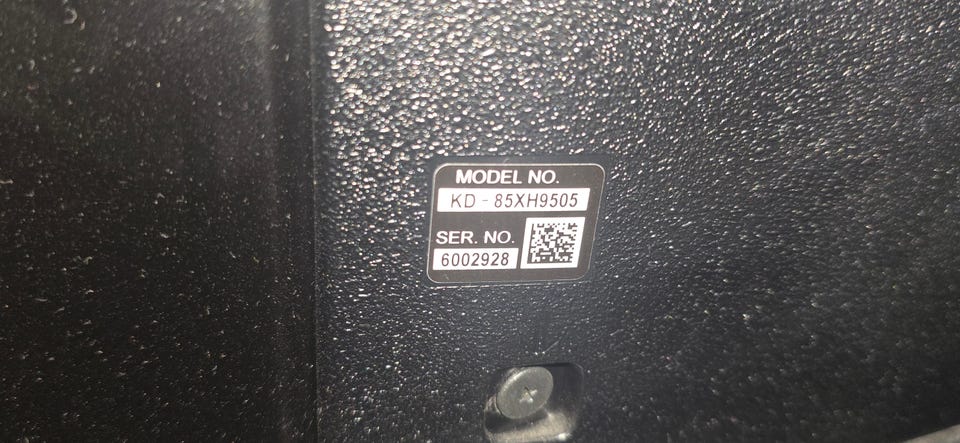 MODEL NO.
KD - 85XH9505
SER. NO.
6002928